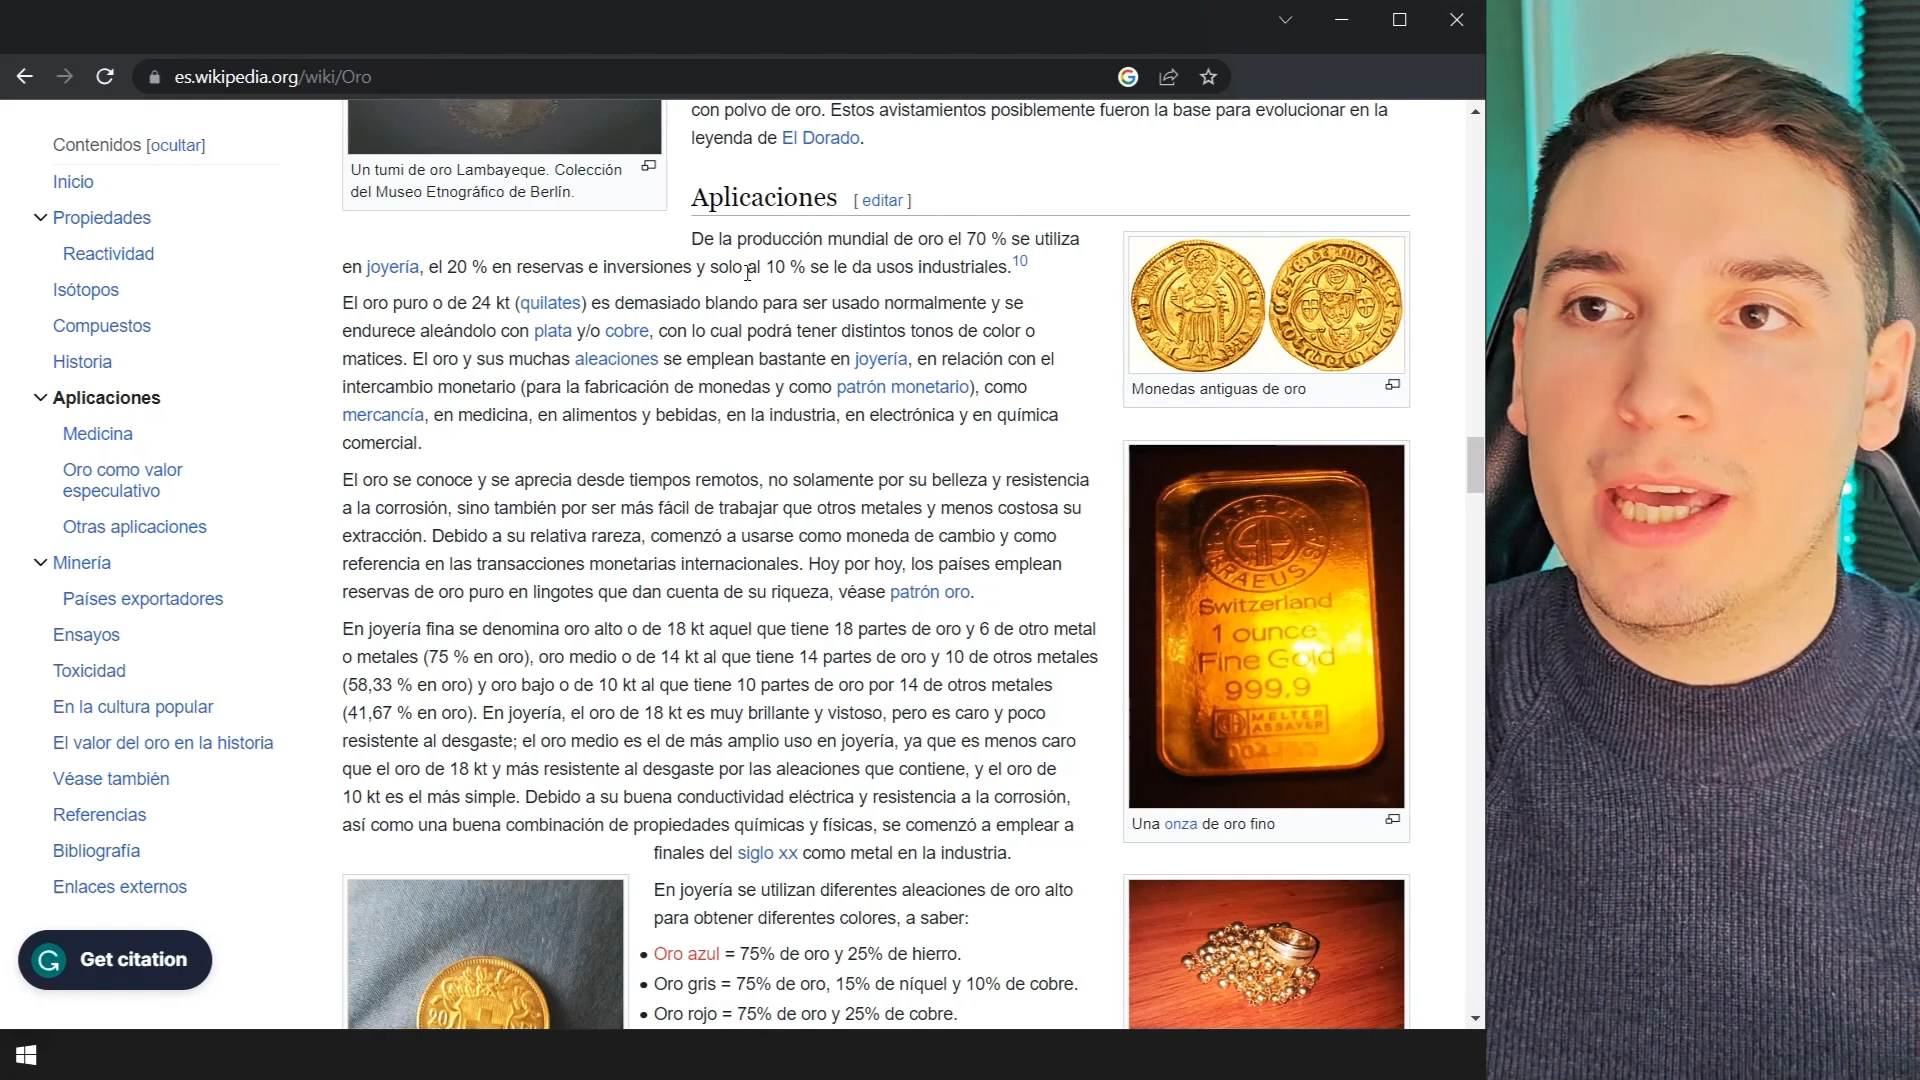 es.wikipedia.org/wiki/Oro
Contenidos [ocultar]
Inicio
Propiedades
Reactividad
Isótopos
Compuestos
Historia
Aplicaciones
Medicina
Oro como valor
especulativo
Otras aplicaciones
Minería
Países exportadores
Ensayos
Toxicidad
En la cultura popular
El valor del oro en la historia
Véase también
Referencias
Bibliografía
Enlaces externos
Get citation
Un tumi de oro Lambayeque. Colección
del Museo Etnográfico de Berlín.
con polvo de oro. Estos avistamientos posiblemente fueron la base para evolucionar en la
leyenda de El Dorado.
Aplicaciones [ editar ]
De la producción mundial de oro el 70 % se utiliza
en joyería, el 20 % en reservas e inversiones y solo al 10 % se le da usos industriales.10
El oro puro o de 24 kt (quilates) es demasiado blando para ser usado normalmente y se
endurece aleándolo con plata y/o cobre, con lo cual podrá tener distintos tonos de color o
matices. El oro y sus muchas aleaciones se emplean bastante en joyería, en relación con el
intercambio monetario (para la fabricación de monedas y como patrón monetario), como
mercancía, en medicina, en alimentos y bebidas, en la industria, en electrónica y en química
comercial.
El oro se conoce y se aprecia desde tiempos remotos, no solamente por su belleza y resistencia
a la corrosión, sino también por ser más fácil de trabajar que otros metales y menos costosa su
extracción. Debido a su relativa rareza, comenzó a usarse como moneda de cambio y como
referencia en las transacciones monetarias internacionales. Hoy por hoy, los países emplean
reservas de oro puro en lingotes que dan cuenta de su riqueza, véase patrón oro.
En joyería fina se denomina oro alto o de 18 kt aquel que tiene 18 partes de oro y 6 de otro metal
o metales (75 % en oro), oro medio o de 14 kt al que tiene 14 partes de oro y 10 de otros metales
(58,33 % en oro) y oro bajo o de 10 kt al que tiene 10 partes de oro por 14 de otros metales
(41,67 % en oro). En joyería, el oro de 18 kt es muy brillante y vistoso, pero es caro y poco
resistente al desgaste; el oro medio es el de más amplio uso en joyería, ya que es menos caro
que el oro de 18 kt y más resistente al desgaste por las aleaciones que contiene, y el oro de
10 kt es el más simple. Debido a su buena conductividad eléctrica y resistencia a la corrosión,
así como una buena combinación de propiedades químicas y físicas, se comenzó a emplear a
finales del siglo XX como metal en la industria.
En joyería se utilizan diferentes aleaciones de oro alto
para obtener diferentes colores, a saber:
• Oro azul = 75% de oro y 25% de hierro.
• Oro gris = 75% de oro, 15% de níquel y 10% de cobre.
• Oro rojo = 75% de oro y 25% de cobre.
Monedas antiguas de oro
Switzerland
1 ounce
Fine Gold
999.9
MELTER
ASSAYER
Una onza de oro fino
20